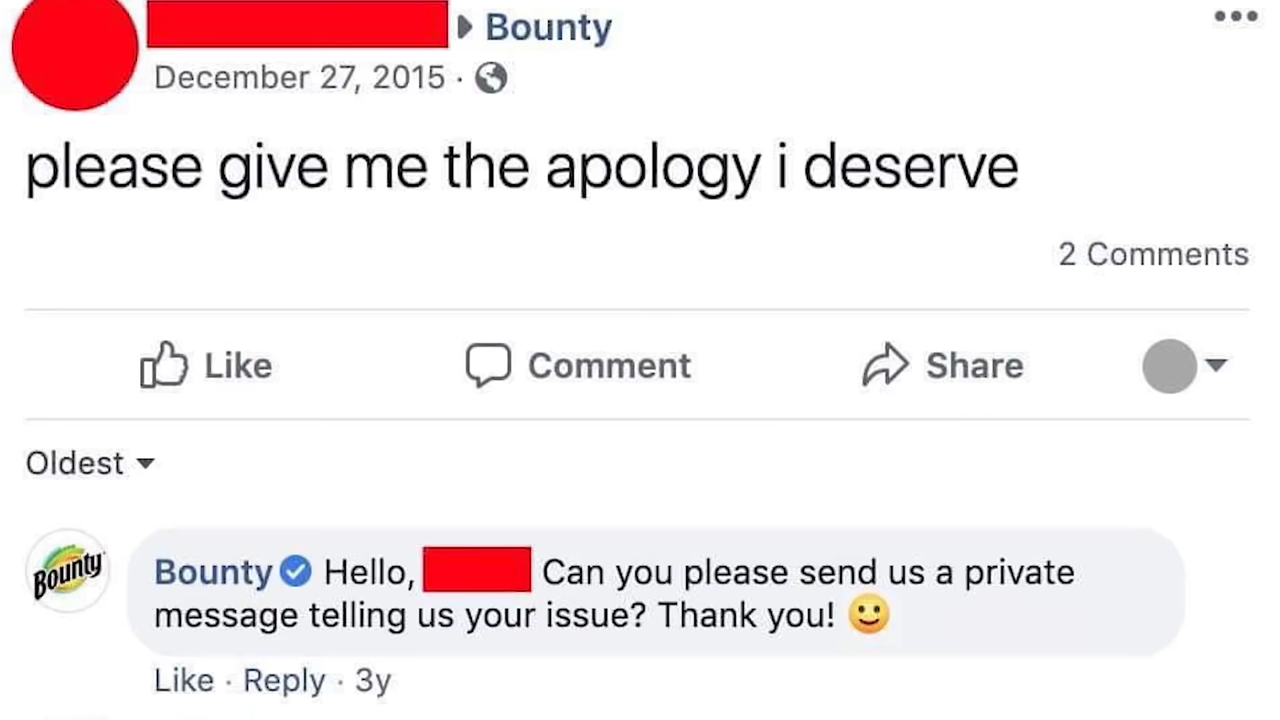 Bounty
December 27, 2015 ·
please give me the apology i deserve
2 Comments
Like Comment Share
Oldest
Bounty
Bounty Hello, Can you please send us a private
message telling us your issue? Thank you! 🙂
Like · Reply · 3y